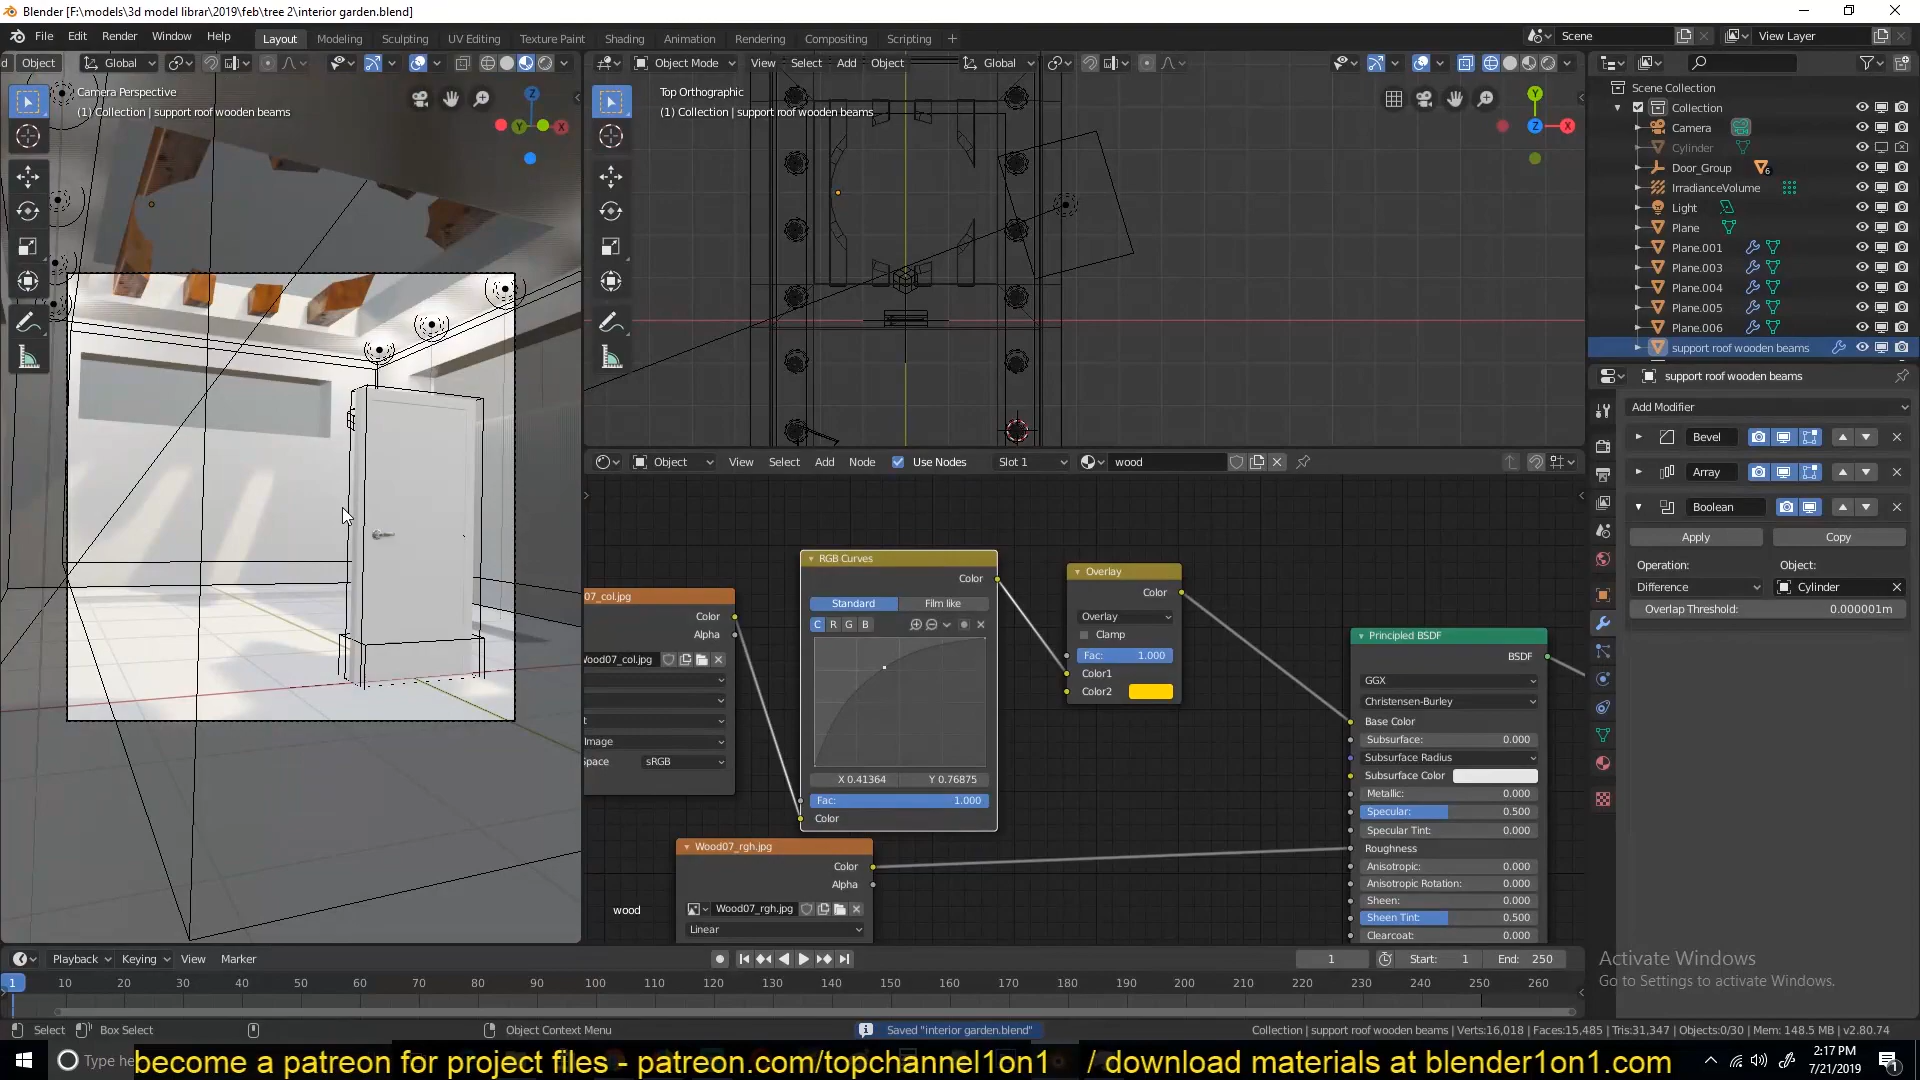 Blender [F:\models\3d model librar\2019\feb\tree 2\interior garden.blend]
File Edit Render Window Help Layout Modeling Sculpting UV Editing Texture Paint Shading Animation Rendering Compositing Scripting Scene View Layer
Object Global Object Mode View Select Add Object Global
Camera Perspective
(1) Collection | support roof wooden beams
Top Orthographic
(1) Collection | support roof wooden beams
Scene Collection
Collection
Camera
Cylinder
Door_Group
IrradianceVolume
Light
Plane
Plane.001
Plane.003
Plane.004
Plane.005
Plane.006
support roof wooden beams
support roof wooden beams
Add Modifier
Bevel
Array
Boolean
Apply Copy
Operation: Object:
Difference Cylinder
Overlap Threshold: 0.000001m
Object View Select Add Node Use Nodes Slot 1 wood
07_col.jpg
Color
Alpha
Wood07_col.jpg
t
Image
Space sRGB
RGB Curves
Color
Standard Film like
C R G B
X 0.41364 Y 0.76875
Fac: 1.000
Color
Overlay
Color
Overlay
Clamp
Fac: 1.000
Color1
Color2
Principled BSDF
BSDF
GGX
Christensen-Burley
Base Color
Subsurface: 0.000
Subsurface Radius
Subsurface Color
Metallic: 0.000
Specular: 0.500
Specular Tint: 0.000
Roughness
Anisotropic: 0.000
Anisotropic Rotation: 0.000
Sheen: 0.000
Sheen Tint: 0.500
Clearcoat: 0.000
Wood07_rgh.jpg
Color
Alpha
Wood07_rgh.jpg
Linear
wood
Activate Windows
Go to Settings to activate Windows.
Playback Keying View Marker 1 Start: 1 End: 250
1 10 20 30 40 50 60 70 80 90 100 110 120 130 140 150 160 170 180 190 200 210 220 230 240 250 260
Select Box Select Object Context Menu Saved "interior garden.blend" Collection | support roof wooden beams | Verts:16,018 | Faces:15,485 | Tris:31,347 | Objects:0/30 | Mem: 148.5 MB | v2.80.74
Type he
become a patreon for project files - patreon.com/topchannel1on1 / download materials at blender1on1.com
2:17 PM
7/21/2019